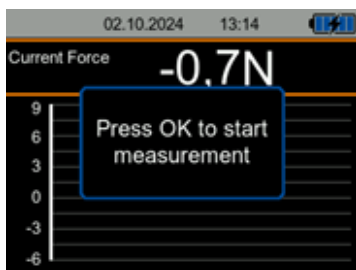 02.10.2024 13:14
Current Force -0,7N
Press OK to start
measurement
9
6
3
0
-3
-6